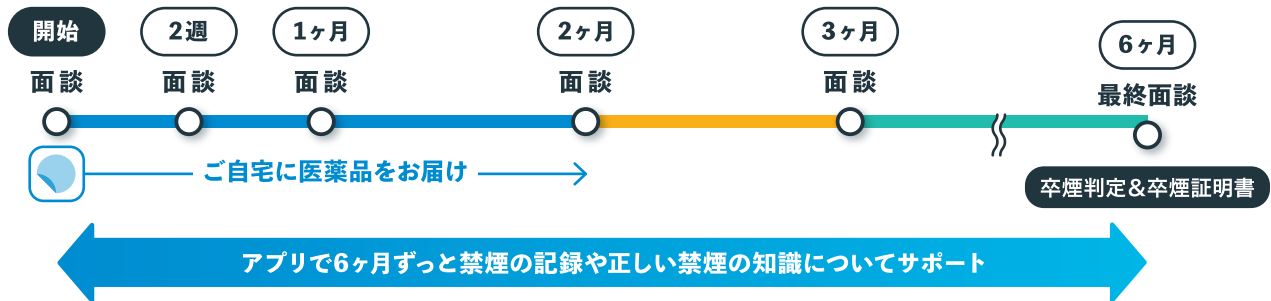 開始
面談
2週
面談
1ヶ月
面談
2ヶ月
面談
3ヶ月
面談
6ヶ月
最終面談
ご自宅に医薬品をお届け
卒煙判定&卒煙証明書
アプリで6ヶ月ずっと禁煙の記録や正しい禁煙の知識についてサポート